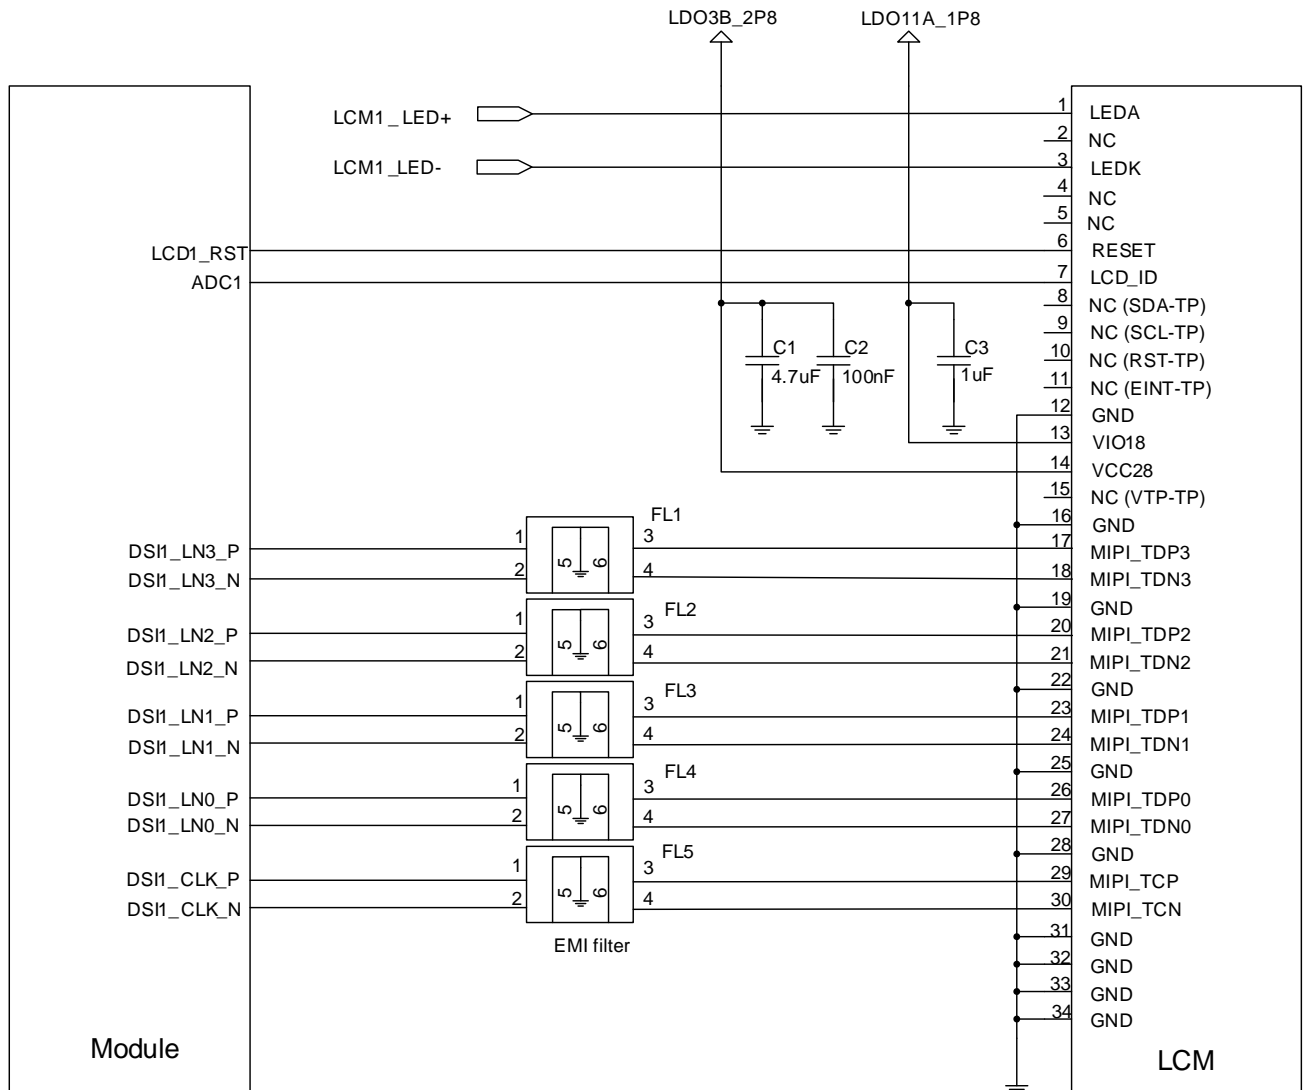 LDO3B_2P8
LDO11A_1P8
LCM1_LED+
LCM1_LED-
LCD1_RST
ADC1
1 LEDA
2 NC
3 LEDK
4 NC
5 NC
6 RESET
7 LCD_ID
8 NC (SDA-TP)
9 NC (SCL-TP)
10 NC (RST-TP)
11 NC (EINT-TP)
12 GND
13 VIO18
14 VCC28
15 NC (VTP-TP)
16 GND
17 MIPI_TDP3
18 MIPI_TDN3
19 GND
20 MIPI_TDP2
21 MIPI_TDN2
22 GND
23 MIPI_TDP1
24 MIPI_TDN1
25 GND
26 MIPI_TDP0
27 MIPI_TDN0
28 GND
29 MIPI_TCP
30 MIPI_TCN
31 GND
32 GND
33 GND
34 GND
C1
4.7uF
C2
100nF
C3
1uF
FL1
DSI1_LN3_P 1 3
DSI1_LN3_N 2 4
5 6
FL2
DSI1_LN2_P 1 3
DSI1_LN2_N 2 4
5 6
FL3
DSI1_LN1_P 1 3
DSI1_LN1_N 2 4
5 6
FL4
DSI1_LN0_P 1 3
DSI1_LN0_N 2 4
5 6
FL5
DSI1_CLK_P 1 3
DSI1_CLK_N 2 4
5 6
EMI filter
Module
LCM